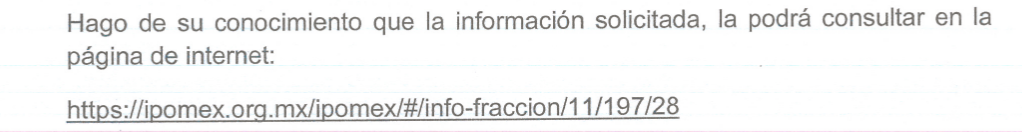 Hago de su conocimiento que la información solicitada, la podrá consultar en la
página de internet:
https://ipomex.org.mx/ipomex/#/info-fraccion/11/197/28